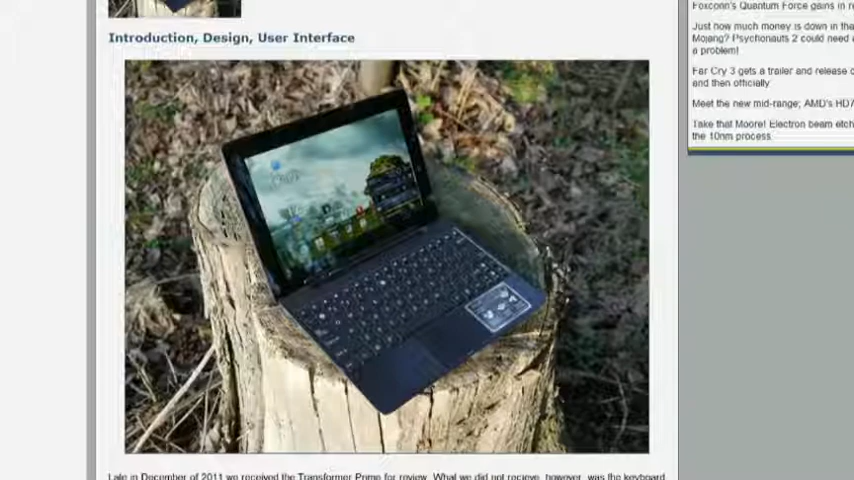 Introduction, Design, User Interface
Late in December of 2011 we received the Transformer Prime for review. What we did not recieve, however, was the keyboard
Foxconn's Quantum Force gains in
Just how much money is down in the
Mojang? Psychonauts 2 could need a
a problem!
Far Cry 3 gets a trailer and release
and then officially
Meet the new mid-range; AMD's HD7
Take that Moore! Electron beam etch
the 10nm process